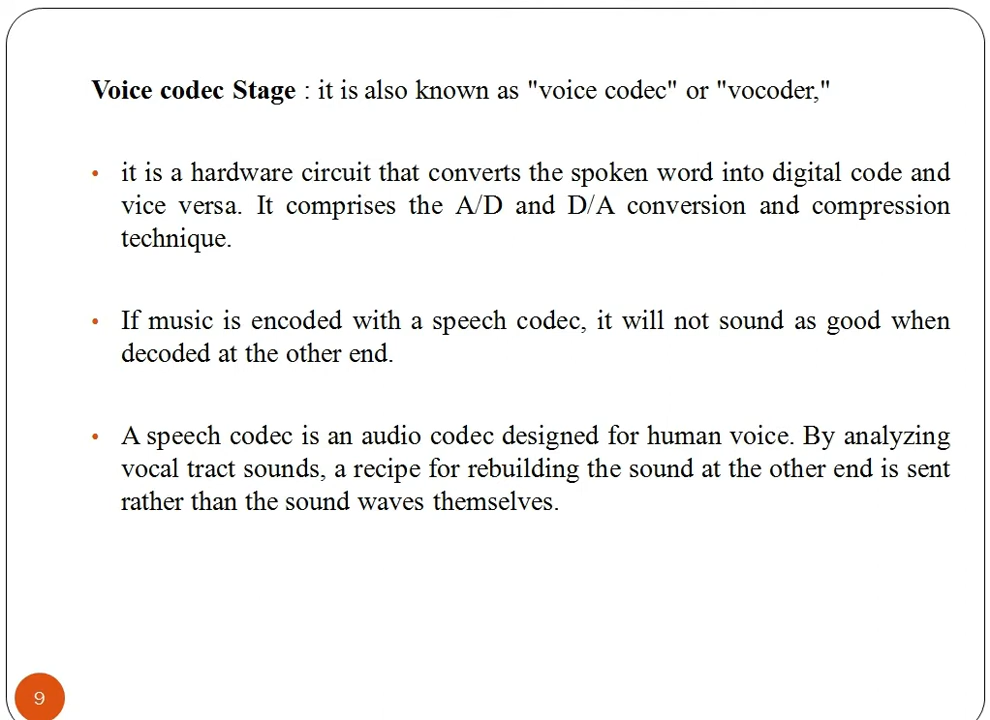 Voice codec Stage : it is also known as "voice codec" or "vocoder,"
• it is a hardware circuit that converts the spoken word into digital code and
vice versa. It comprises the A/D and D/A conversion and compression
technique.
• If music is encoded with a speech codec, it will not sound as good when
decoded at the other end.
• A speech codec is an audio codec designed for human voice. By analyzing
vocal tract sounds, a recipe for rebuilding the sound at the other end is sent
rather than the sound waves themselves.
9